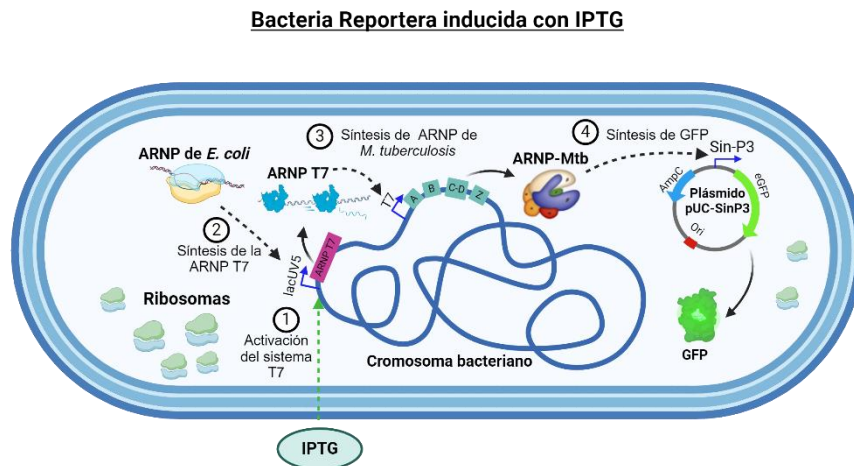 Bacteria Reportera inducida con IPTG
ARNP de E. coli
2
Síntesis de la
ARNP T7
Ribosomas
1
Activación
del sistema
T7
IPTG
lacUV5
ARNP T7
3
Síntesis de ARNP de
M. tuberculosis
ARNP T7
T7
A
B
C-D
Z
Cromosoma bacteriano
ARNP-Mtb
4
Síntesis de GFP
Sin-P3
AmpC
eGFP
Plásmido
pUC-SinP3
Ori
GFP